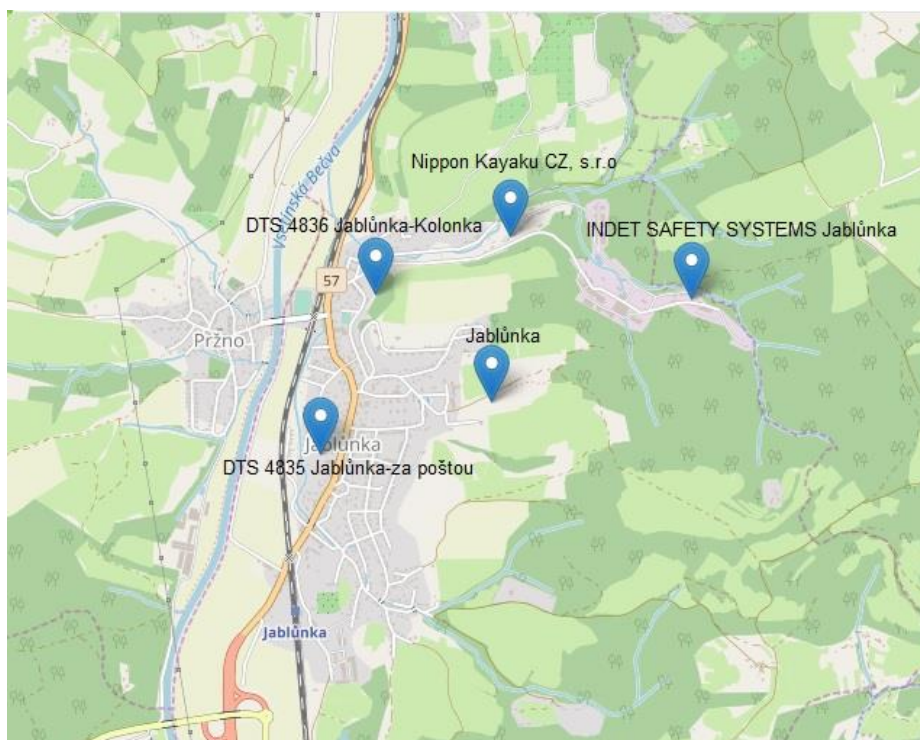 Nippon Kayaku CZ, s.r.o
Vsetínská Bečva
DTS 4836 Jablůnka-Kolonka
INDET SAFETY SYSTEMS Jablůnka
57
Pržno
Jablůnka
Jablůnka
DTS 4835 Jablůnka-za poštou
Jablůnka